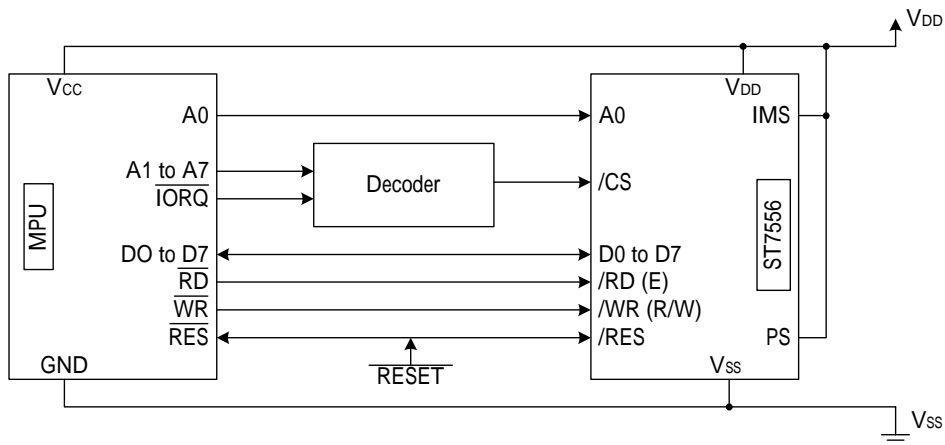 VDD
VCC
VDD
A0
A0
IMS
A1 to A7
IORQ
Decoder
/CS
MPU
ST7556
DO to D7
D0 to D7
RD
/RD (E)
WR
/WR (R/W)
RES
/RES
PS
RESET
GND
VSS
VSS